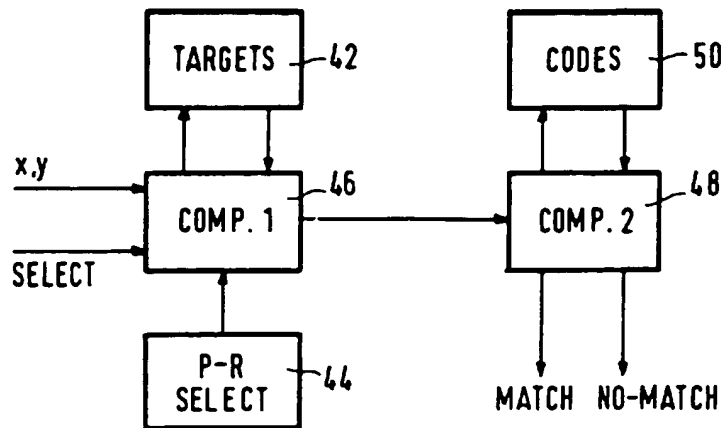 TARGETS
42
CODES
50
x,y
COMP. 1
46
COMP. 2
48
SELECT
P-R
SELECT
44
MATCH NO-MATCH